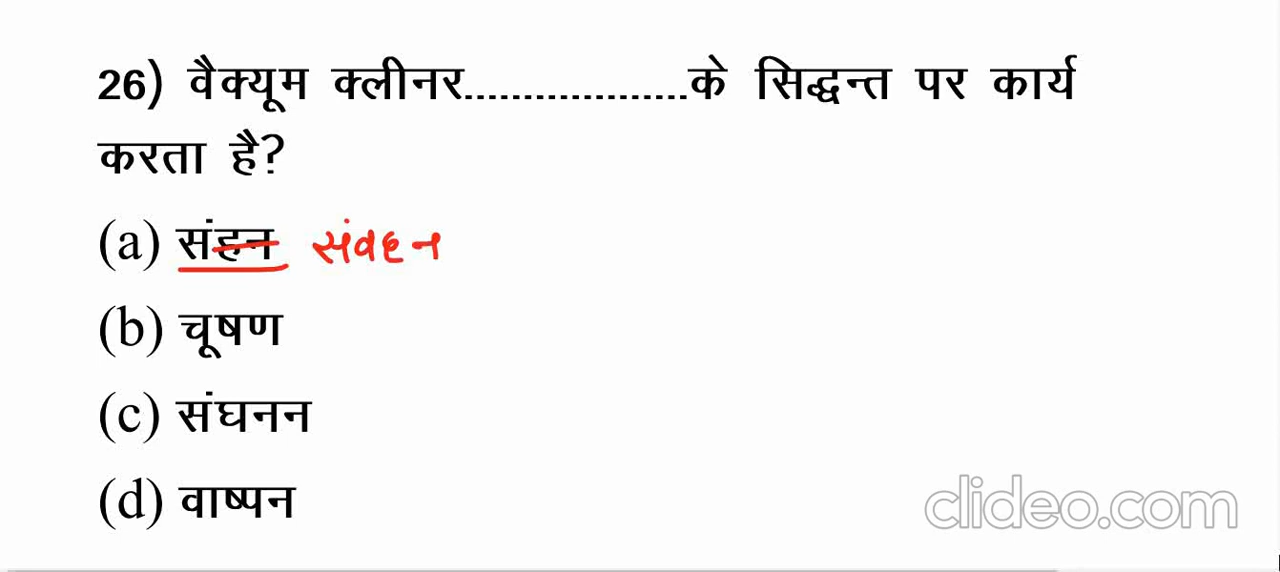 26) वैक्यूम क्लीनर...................के सिद्धन्त पर कार्य
करता है?
(a) संहन संवहन
(b) चूषण
(c) संघनन
(d) वाष्पन
clideo.com